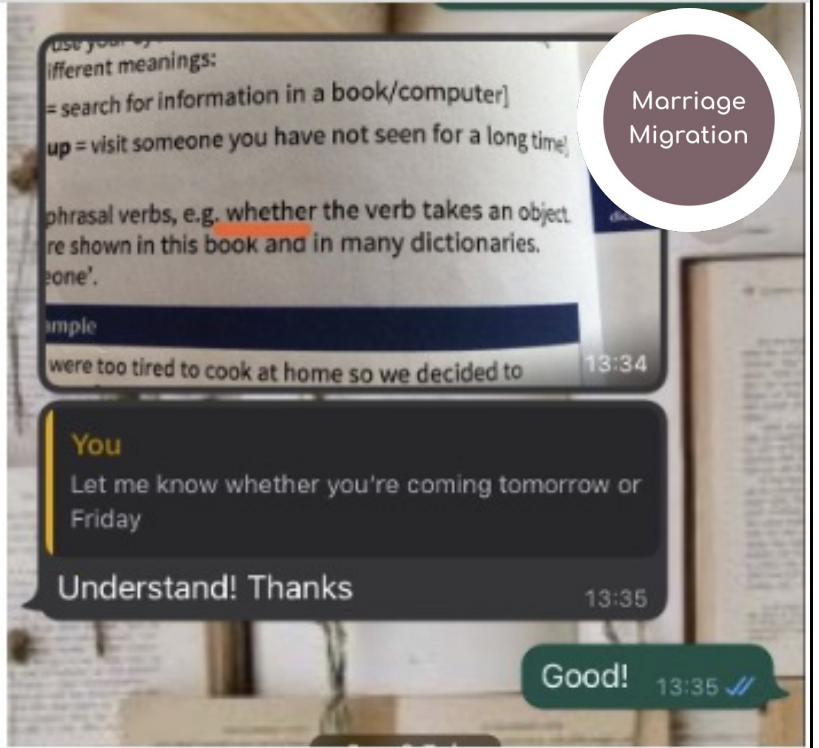 ifferent meanings:
= search for information in a book/computer]
up = visit someone you have not seen for a long time]
phrasal verbs, e.g. whether the verb takes an object
re shown in this book and in many dictionaries.
eone'.
ample
were too tired to cook at home so we decided to
13:34
Marriage
Migration
You
Let me know whether you're coming tomorrow or
Friday
Understand! Thanks
13:35
Good!
13:35